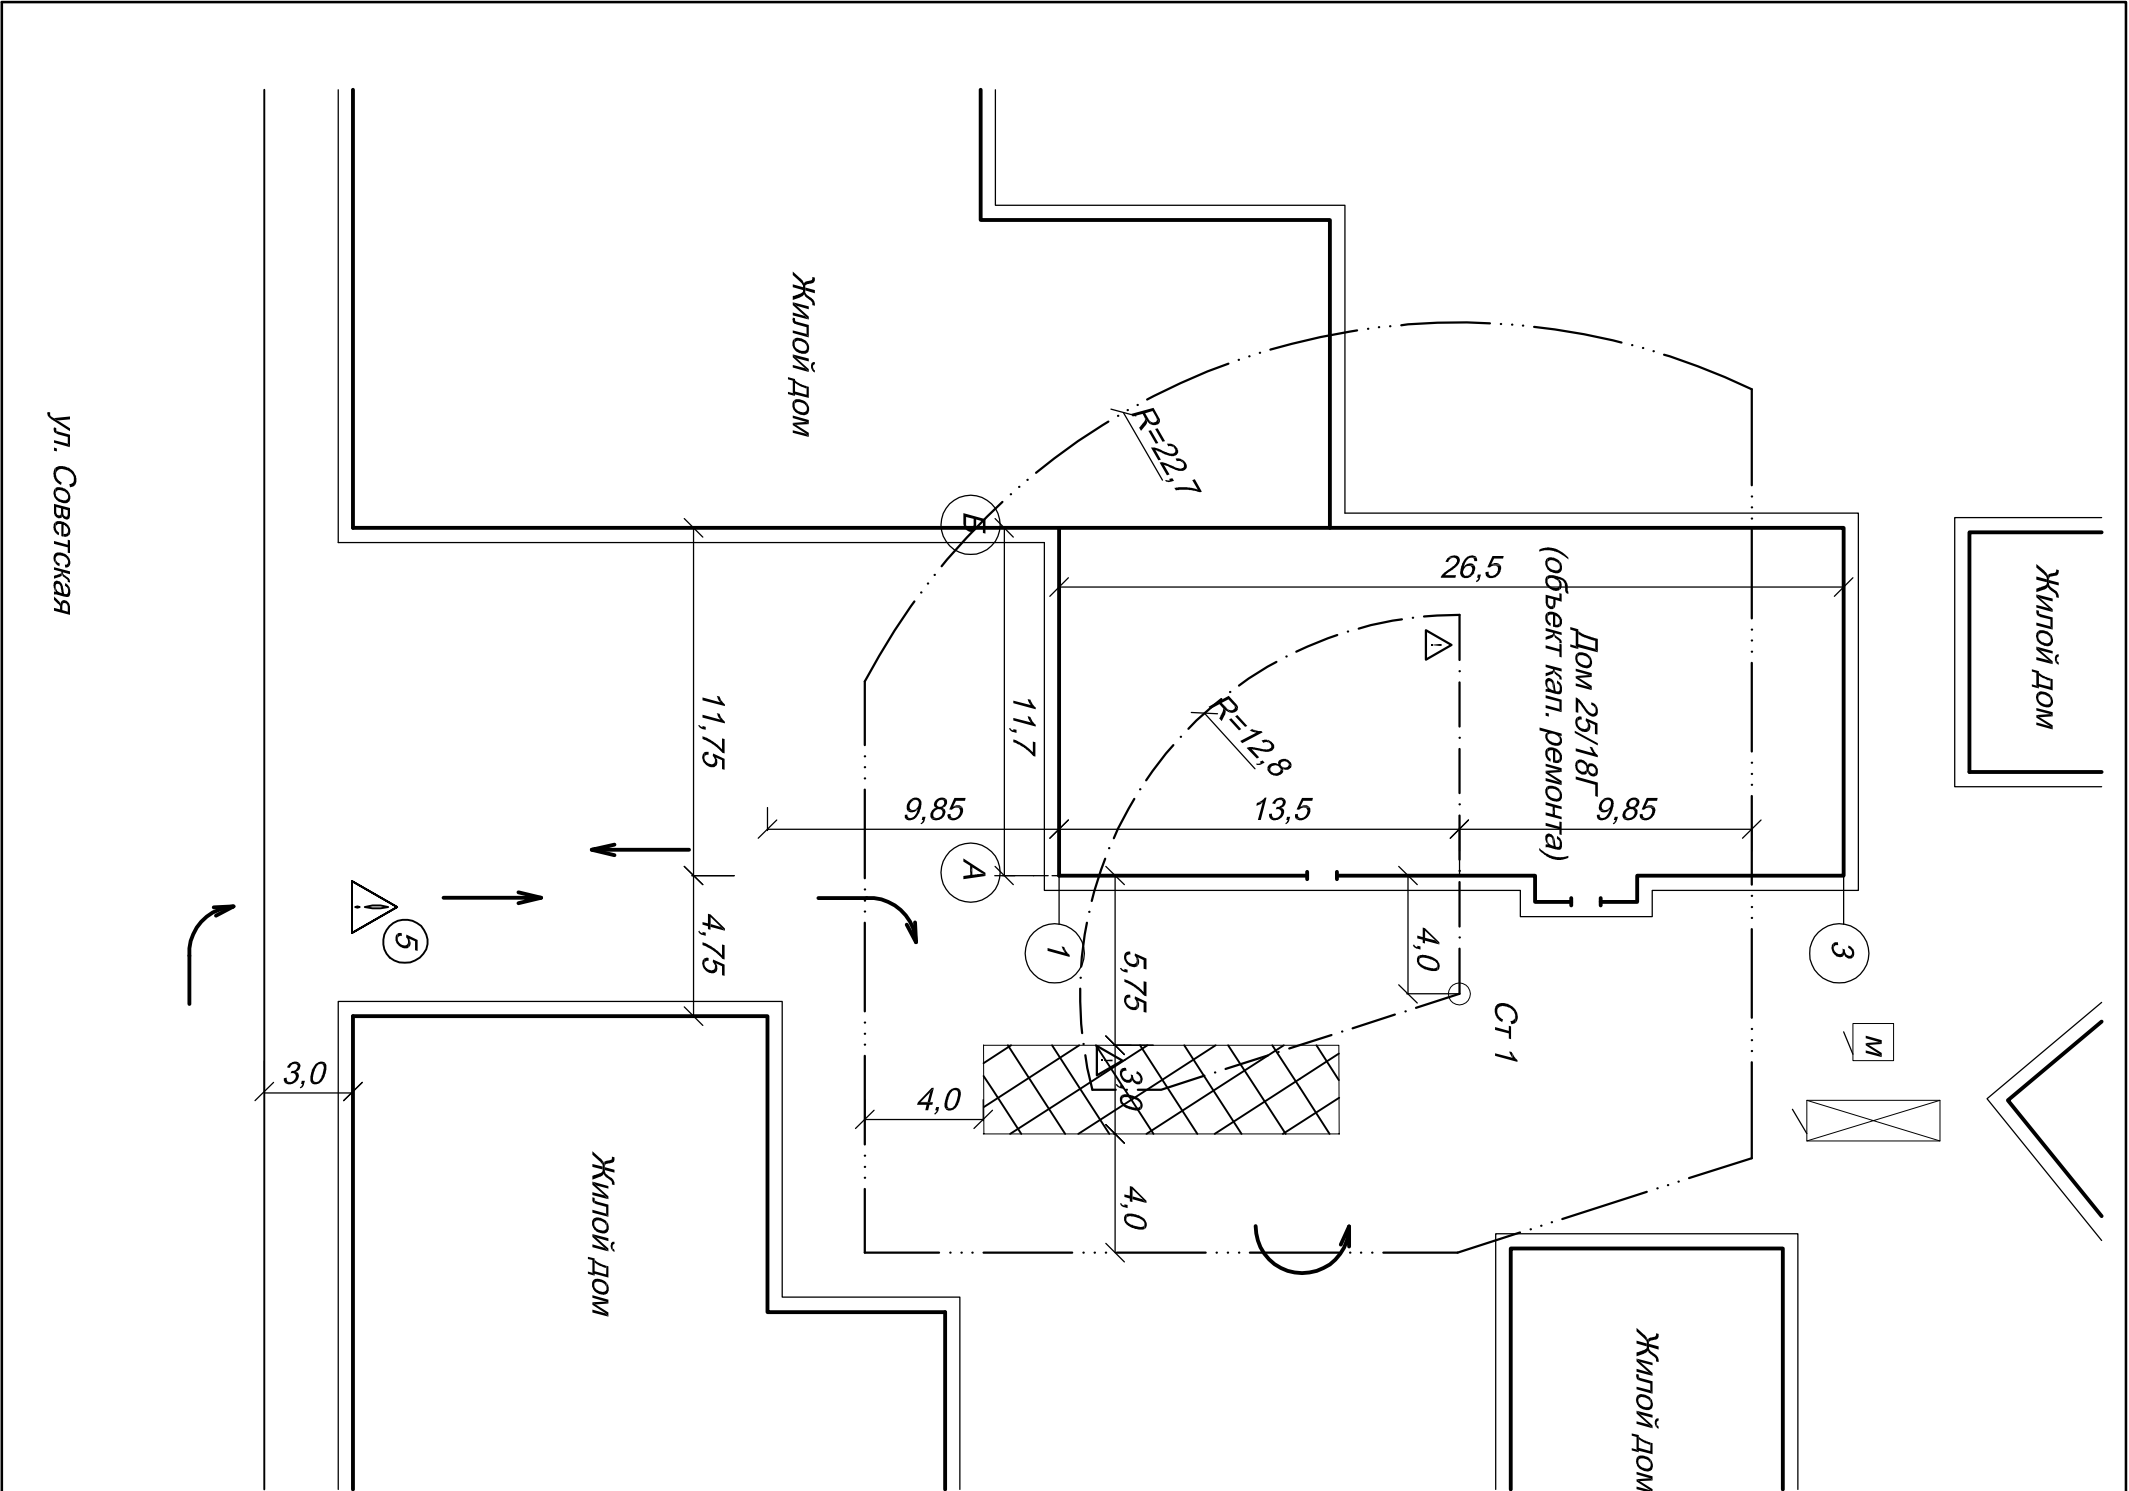 ул. Советская
Жилой дом
R=22,7
Б
26,5
Дом 25/18Г
(объект кап. ремонта)
Жилой дом
11,75
11,7
R=12,8
9,85
13,5
9,85
А
5
4,75
1
5,75
4,0
3
Ст 1
м
3,0
4,0
3,0
4,0
Жилой дом
Жилой дом